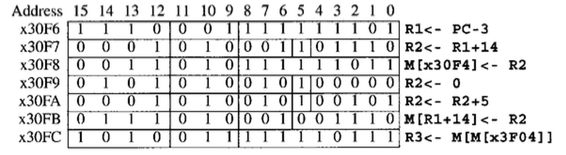 Address 15 14 13 12 11 10 9 8 7 6 5 4 3 2 1 0
x30F6 1 1 1 0 0 0 1 1 1 1 1 1 1 1 0 1 R1<- PC-3
x30F7 0 0 0 1 0 1 0 0 0 1 1 0 1 1 1 0 R2<- R1+14
x30F8 0 0 1 1 0 1 0 1 1 1 1 1 1 0 1 1 M[x30F4]<- R2
x30F9 0 1 0 1 0 1 0 0 1 0 1 0 0 0 0 0 R2<- 0
x30FA 0 0 0 1 0 1 0 0 1 0 1 0 0 1 0 1 R2<- R2+5
x30FB 0 1 1 1 0 1 0 0 0 1 0 0 1 1 1 0 M[R1+14]<- R2
x30FC 1 0 1 0 0 1 1 1 1 1 1 1 0 1 1 1 R3<- M[M[x3F04]]